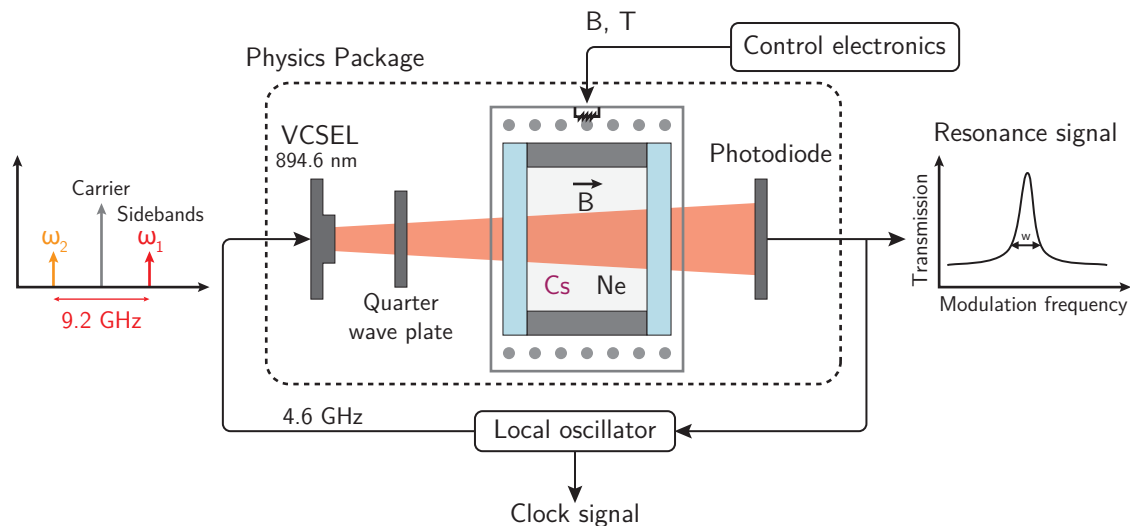 B, T
Control electronics
Physics Package
VCSEL
894.6 nm
Photodiode
Resonance signal
Carrier
Sidebands
ω2
ω1
9.2 GHz
B
Cs Ne
Quarter
wave plate
Transmission
w
Modulation frequency
4.6 GHz
Local oscillator
Clock signal